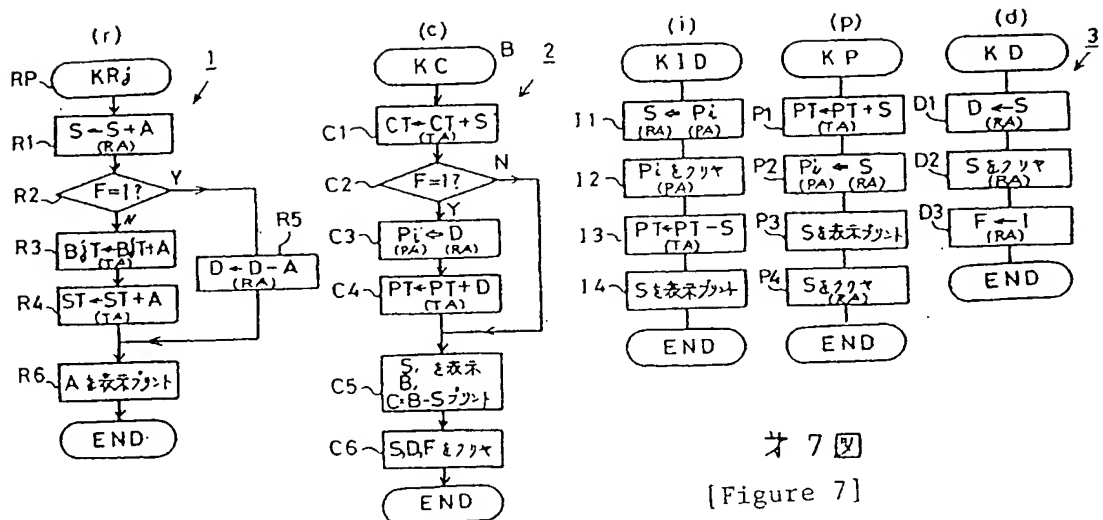 (r)
1
RP
KRj
R1
S←S+A
(RA)
R2
F=1?
Y
N
R3
BjT←BjT+A
(TA)
R4
ST←ST+A
(TA)
R5
D←D-A
(RA)
R6
Aを表示プリント
END
(c)
B
2
KC
C1
CT←CT+S
(TA)
C2
F=1?
N
Y
C3
Pi⇦D
(PA) (RA)
C4
PT←PT+D
(TA)
C5
S, を表示
B,
C=B-Sプリント
C6
S,D,Fをクリヤ
END
(i)
KID
I1
S⇦Pi
(RA) (PA)
I2
Piをクリヤ
(PA)
I3
PT←PT-S
(TA)
I4
Sを表示プリント
END
(p)
KP
P1
PT←PT+S
(TA)
P2
Pi←S
(PA) (RA)
P3
Sを表示プリント
P4
Sをクリヤ
(RA)
END
(d)
3
KD
D1
D←S
(RA)
D2
Sをクリヤ
(RA)
D3
F←1
(RA)
END
才7図
[Figure 7]